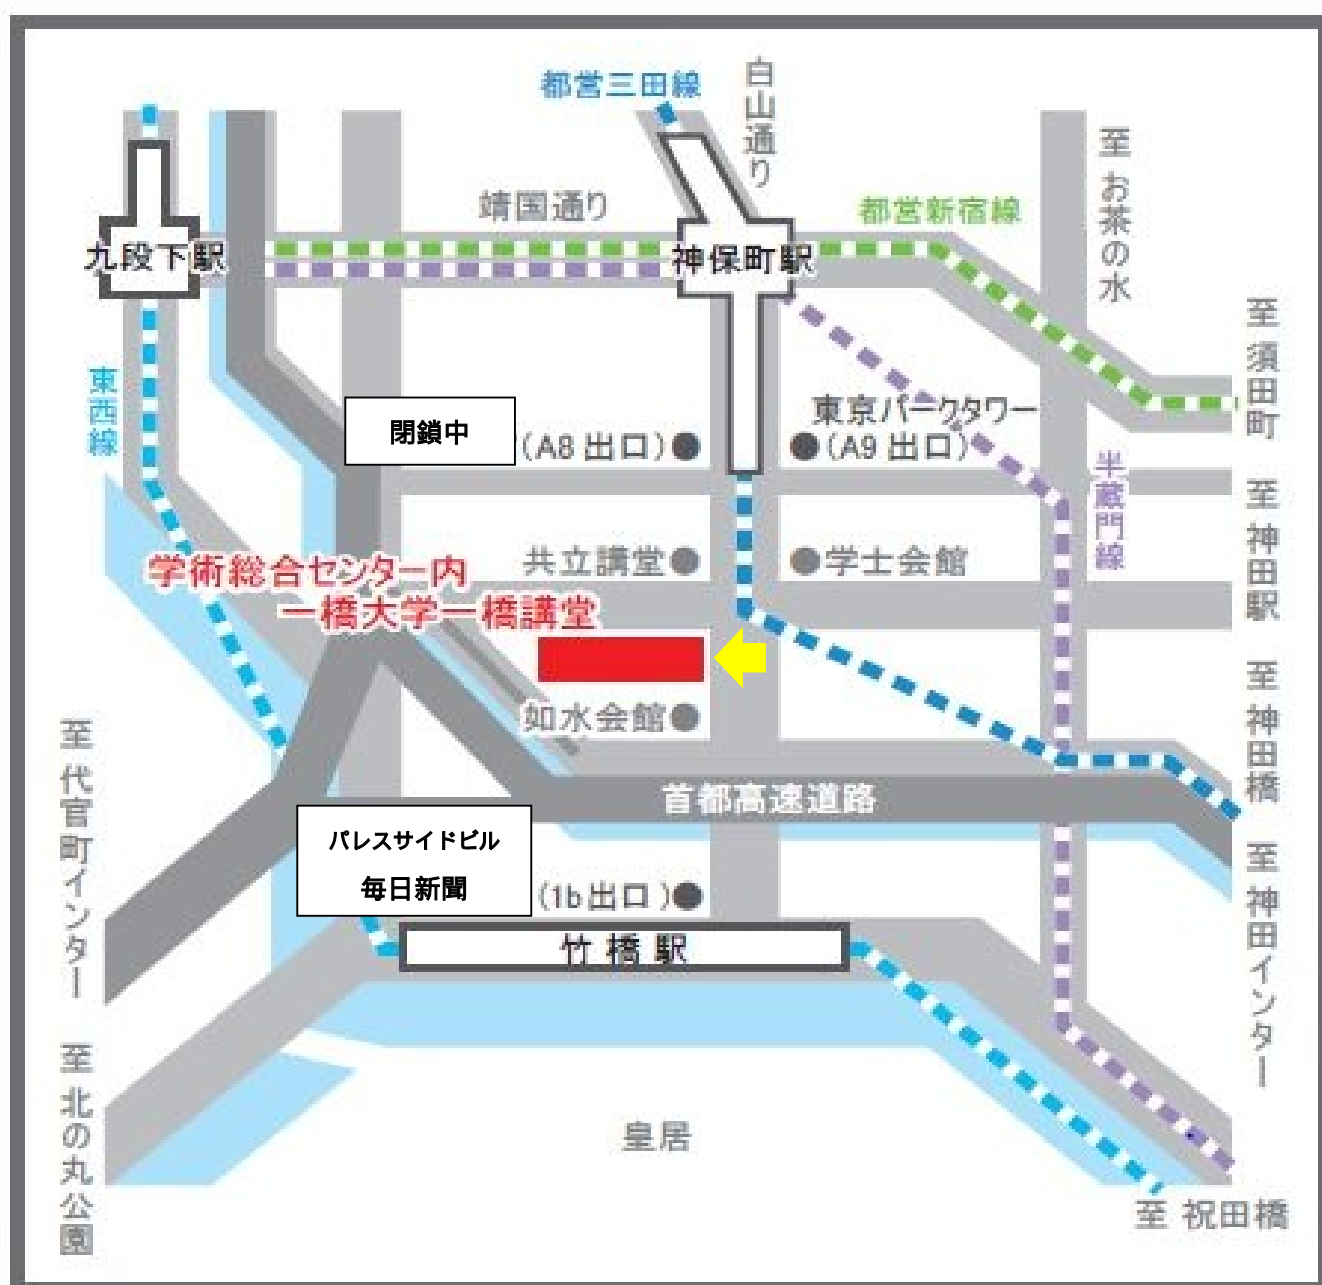 都営三田線
白山通り
靖国通り
都営新宿線
至 お茶の水
九段下駅
神保町駅
至 須田町
東西線
東京パークタワー
閉鎖中
(A8 出口)
(A9 出口)
半蔵門線
至 神田駅
共立講堂
学士会館
学術総合センター内
一橋大学一橋講堂
如水会館
至 神田橋
至 代官町インター
首都高速道路
パレスサイドビル
毎日新聞
(1b出口 )
至 神田インター
竹 橋 駅
至 北の丸公園
皇居
至 祝田橋